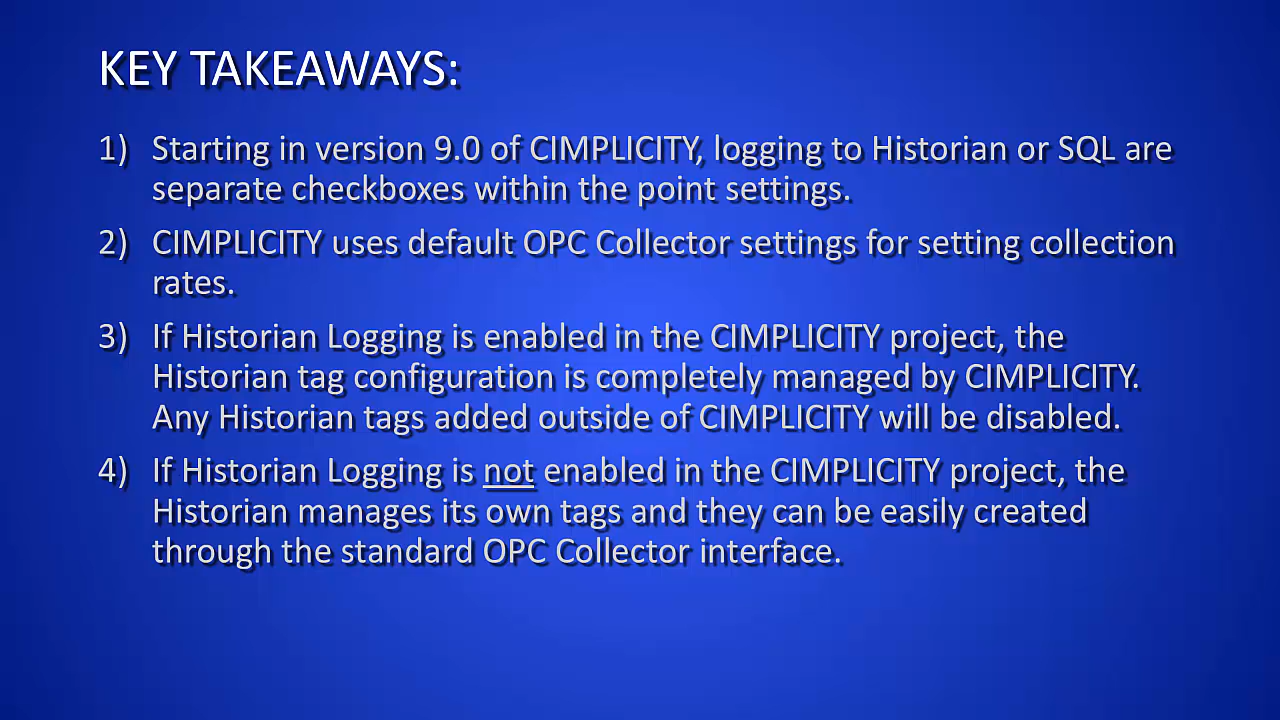 KEY TAKEAWAYS:
1) Starting in version 9.0 of CIMPLICITY, logging to Historian or SQL are
separate checkboxes within the point settings.
2) CIMPLICITY uses default OPC Collector settings for setting collection
rates.
3) If Historian Logging is enabled in the CIMPLICITY project, the
Historian tag configuration is completely managed by CIMPLICITY.
Any Historian tags added outside of CIMPLICITY will be disabled.
4) If Historian Logging is not enabled in the CIMPLICITY project, the
Historian manages its own tags and they can be easily created
through the standard OPC Collector interface.